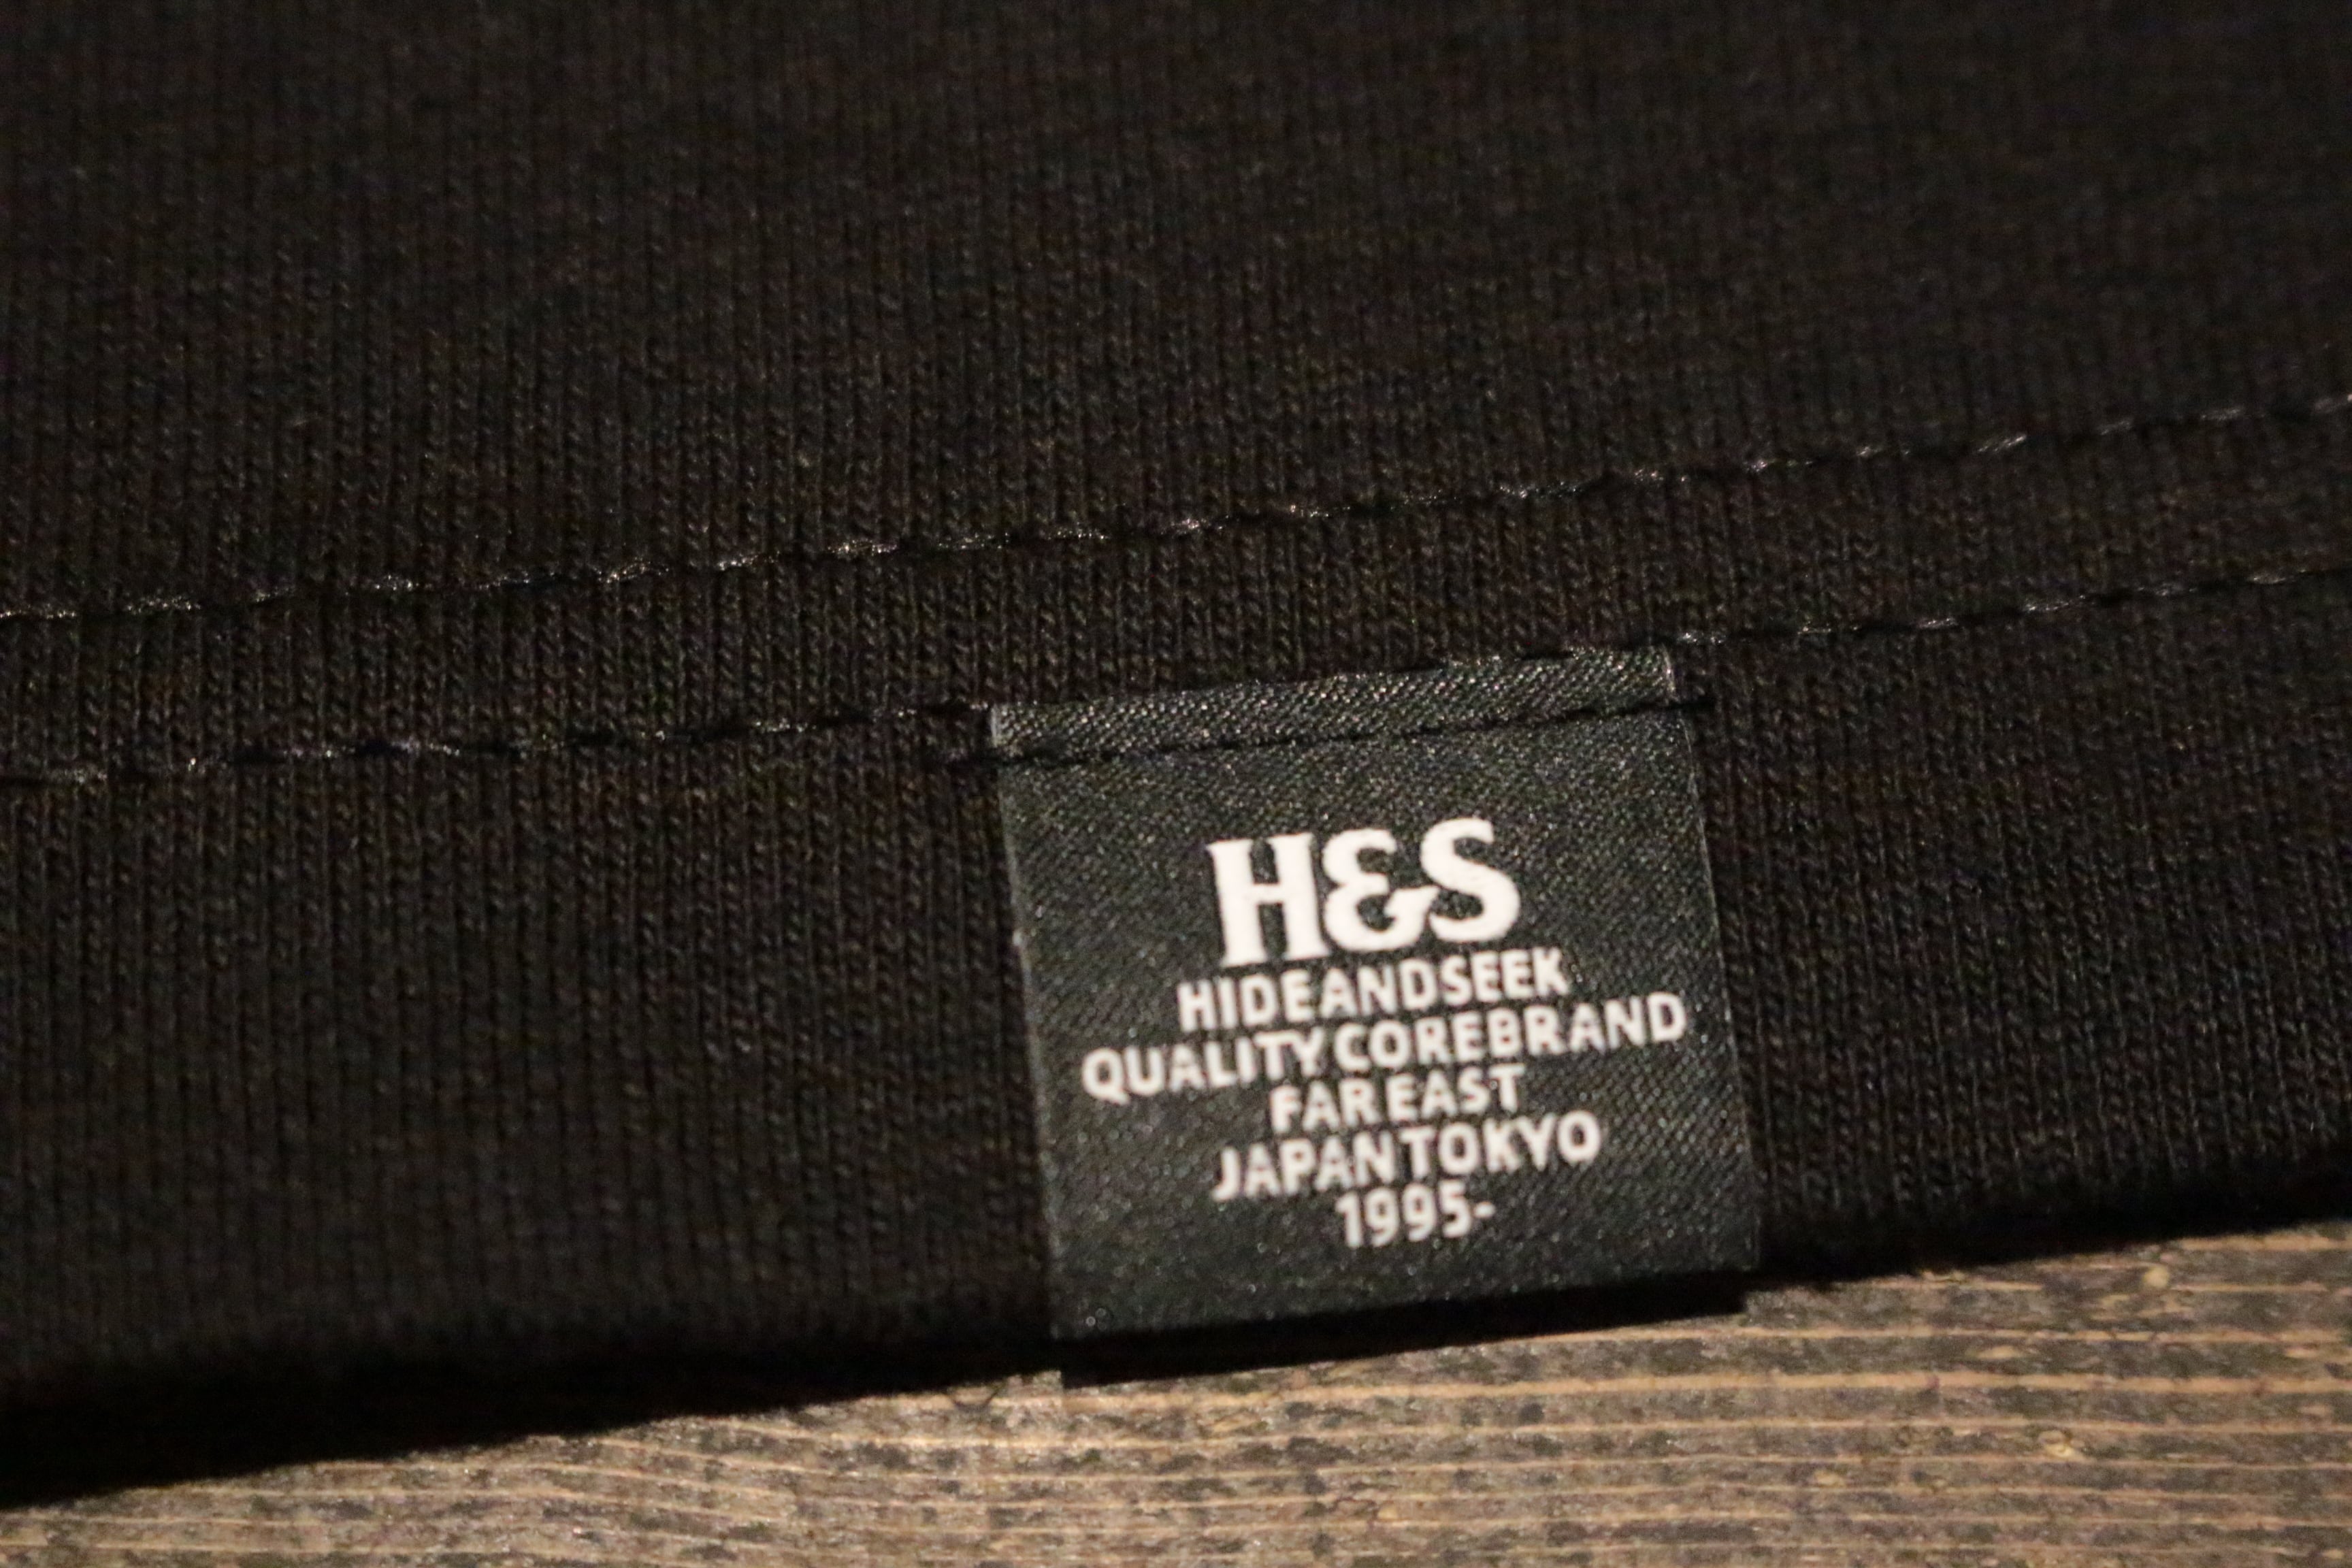 H&S
HIDEANDSEEK
QUALITY COREBRAND
FAR EAST
JAPAN TOKYO
1995-